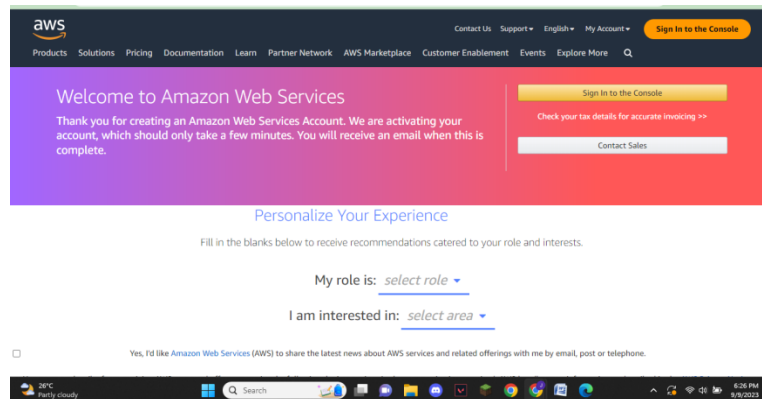 aws
Contact Us Support English My Account Sign In to the Console
Products Solutions Pricing Documentation Learn Partner Network AWS Marketplace Customer Enablement Events Explore More
Welcome to Amazon Web Services
Thank you for creating an Amazon Web Services Account. We are activating your
account, which should only take a few minutes. You will receive an email when this is
complete.
Sign In to the Console
Check your tax details for accurate invoicing >>
Contact Sales
Personalize Your Experience
Fill in the blanks below to receive recommendations catered to your role and interests.
My role is: select role
I am interested in: select area
Yes, I'd like Amazon Web Services (AWS) to share the latest news about AWS services and related offerings with me by email, post or telephone.
26°C
Partly cloudy
Search
6:26 PM
9/9/2023